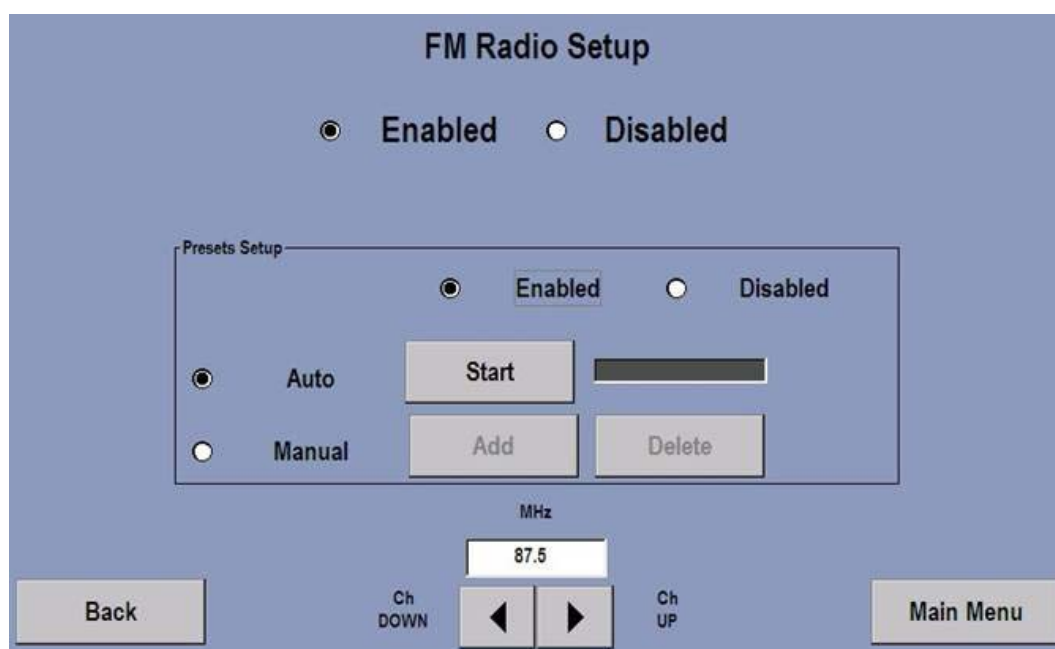 FM Radio Setup
Enabled Disabled
Presets Setup
Enabled Disabled
Auto Start
Manual Add Delete
MHz
87.5
Back
Ch
DOWN
Ch
UP
Main Menu